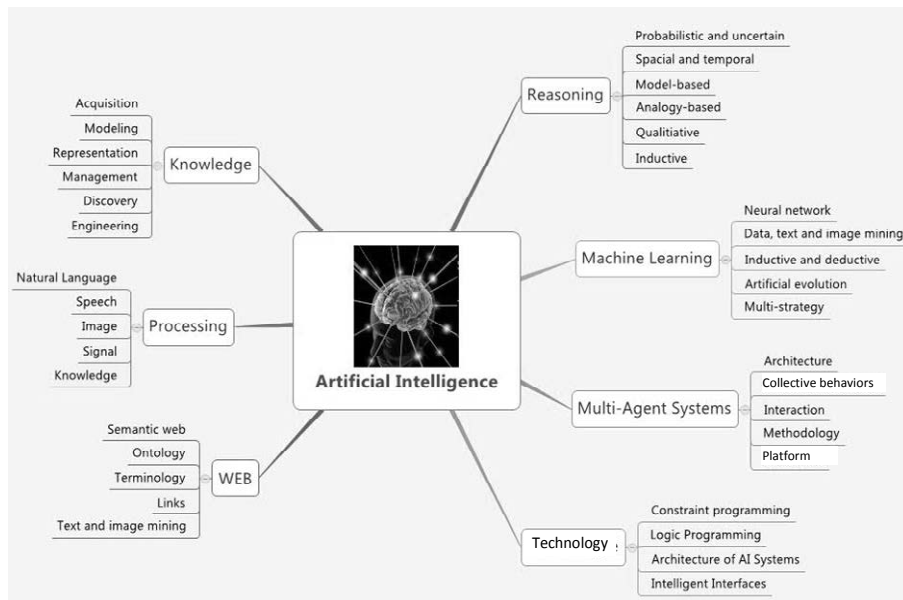 Artificial Intelligence
Knowledge
Acquisition
Modeling
Representation
Management
Discovery
Engineering
Processing
Natural Language
Speech
Image
Signal
Knowledge
WEB
Semantic web
Ontology
Terminology
Links
Text and image mining
Reasoning
Probabilistic and uncertain
Spacial and temporal
Model-based
Analogy-based
Qualitiative
Inductive
Machine Learning
Neural network
Data, text and image mining
Inductive and deductive
Artificial evolution
Multi-strategy
Multi-Agent Systems
Architecture
Collective behaviors
Interaction
Methodology
Platform
Technology
Constraint programming
Logic Programming
Architecture of AI Systems
Intelligent Interfaces